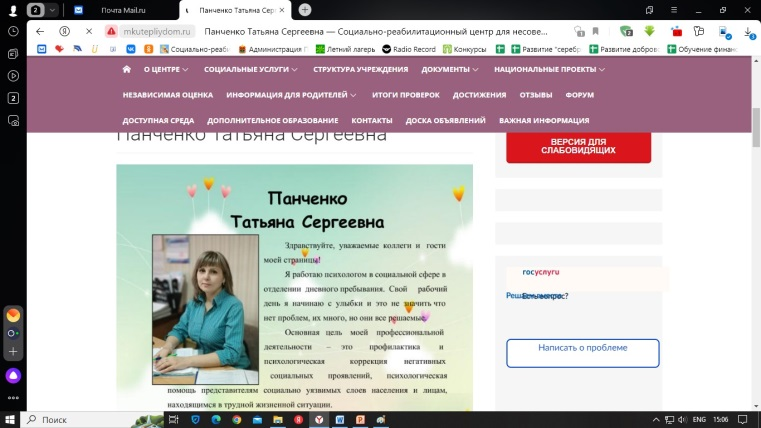 2
Почта Mail.ru
Панченко Татьяна Сер
mkutepliydom.ru
Панченко Татьяна Сергеевна — Социально-реабилитационный центр для несове...
Социально-реаб
Администрация Г
Летний лагерь
Radio Record
Конкурсы
Развитие "серебр
Развитие доброво
Обучение финан
О ЦЕНТРЕ
СОЦИАЛЬНЫЕ УСЛУГИ
СТРУКТУРА УЧРЕЖДЕНИЯ
ДОКУМЕНТЫ
НАЦИОНАЛЬНЫЕ ПРОЕКТЫ
НЕЗАВИСИМАЯ ОЦЕНКА
ИНФОРМАЦИЯ ДЛЯ РОДИТЕЛЕЙ
ИТОГИ ПРОВЕРОК
ДОСТИЖЕНИЯ
ОТЗЫВЫ
ФОРУМ
ДОСТУПНАЯ СРЕДА
ДОПОЛНИТЕЛЬНОЕ ОБРАЗОВАНИЕ
КОНТАКТЫ
ДОСКА ОБЪЯВЛЕНИЙ
ВАЖНАЯ ИНФОРМАЦИЯ
Панченко Татьяна Сергеевна
ВЕРСИЯ ДЛЯ
СЛАБОВИДЯЩИХ
Панченко
Татьяна Сергеевна
Здравствуйте, уважаемые коллеги и гости
моей страницы!
Я работаю психологом в социальной сфере в
отделении дневного пребывания. Свой рабочий
день я начинаю с улыбки и это не значить что
нет проблем, их много, но они все решаемые.
Основная цель моей профессиональной
деятельности – это профилактика и
психологическая коррекция негативных
социальных проявлений, психологическая
помощь представителям социально уязвимых слоев населения и лицам,
находящимся в трудной жизненной ситуации.
госуслуги
Есть вопрос?
Написать о проблеме
Поиск
ENG
15:06